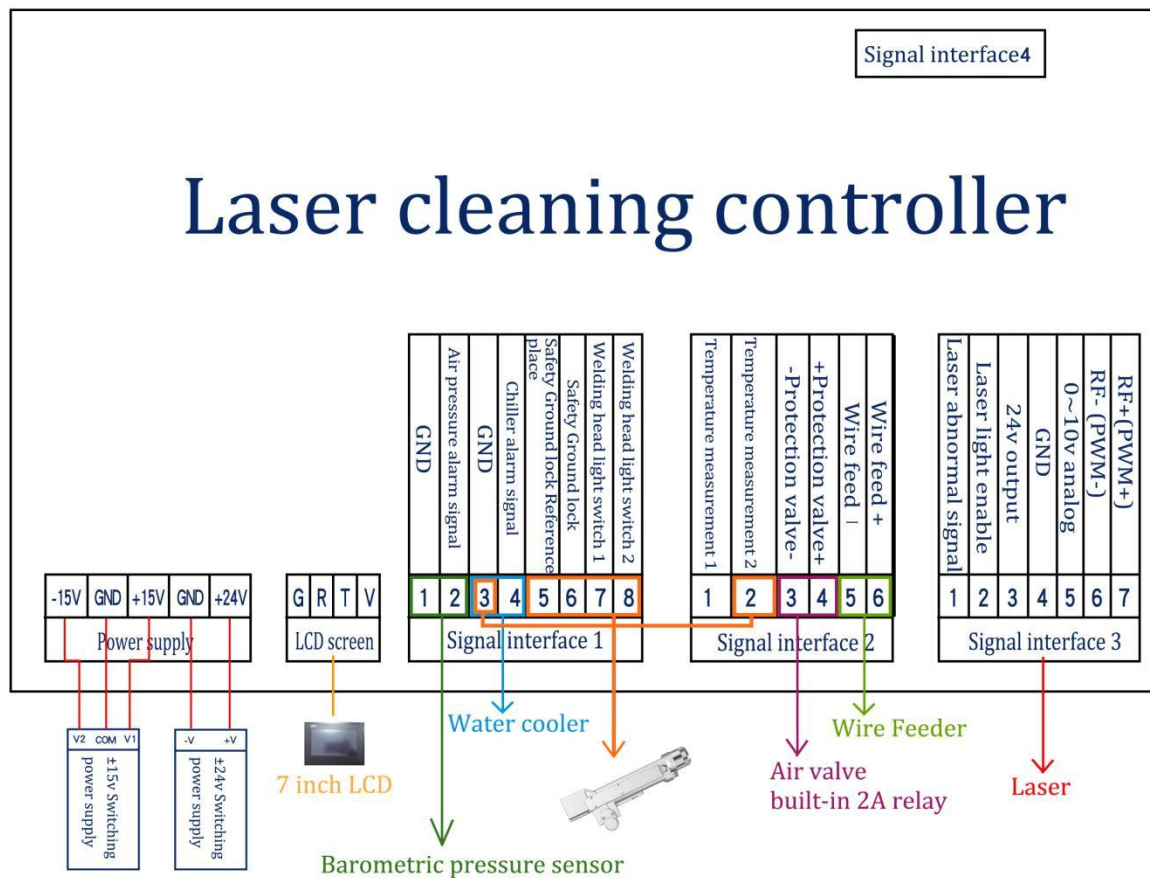 Signal interface4
Laser cleaning controller
GND
Air pressure alarm signal
GND
Chiller alarm signal
Safety Ground lock Reference
place
Safety Ground lock
Welding head light switch 1
Welding head light switch 2
Temperature measurement 1
Temperature measurement 2
-Protection valve-
+Protection valve+
Wire feed -
Wire feed +
Laser abnormal signal
Laser light enable
24v output
GND
0~10v analog
RF- (PWM-)
RF+(PWM+)
-15V GND +15V GND +24V
G R T V
1 2 3 4 5 6 7 8
1 2 3 4 5 6
1 2 3 4 5 6 7
Power supply
LCD screen
Signal interface 1
Signal interface 2
Signal interface 3
V2 COM V1
±15v Switching
power supply
-V +V
±24v Switching
power supply
7 inch LCD
Water cooler
Wire Feeder
Air valve
built-in 2A relay
Laser
Barometric pressure sensor